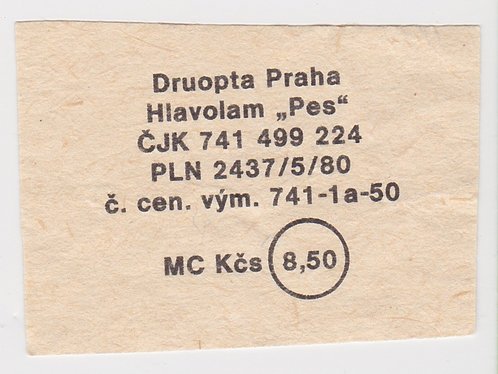 Druopta Praha
Hlavolam „Pes“
ČJK 741 499 224
PLN 2437/5/80
č. cen. vým. 741-1a-50
MC Kčs 8,50